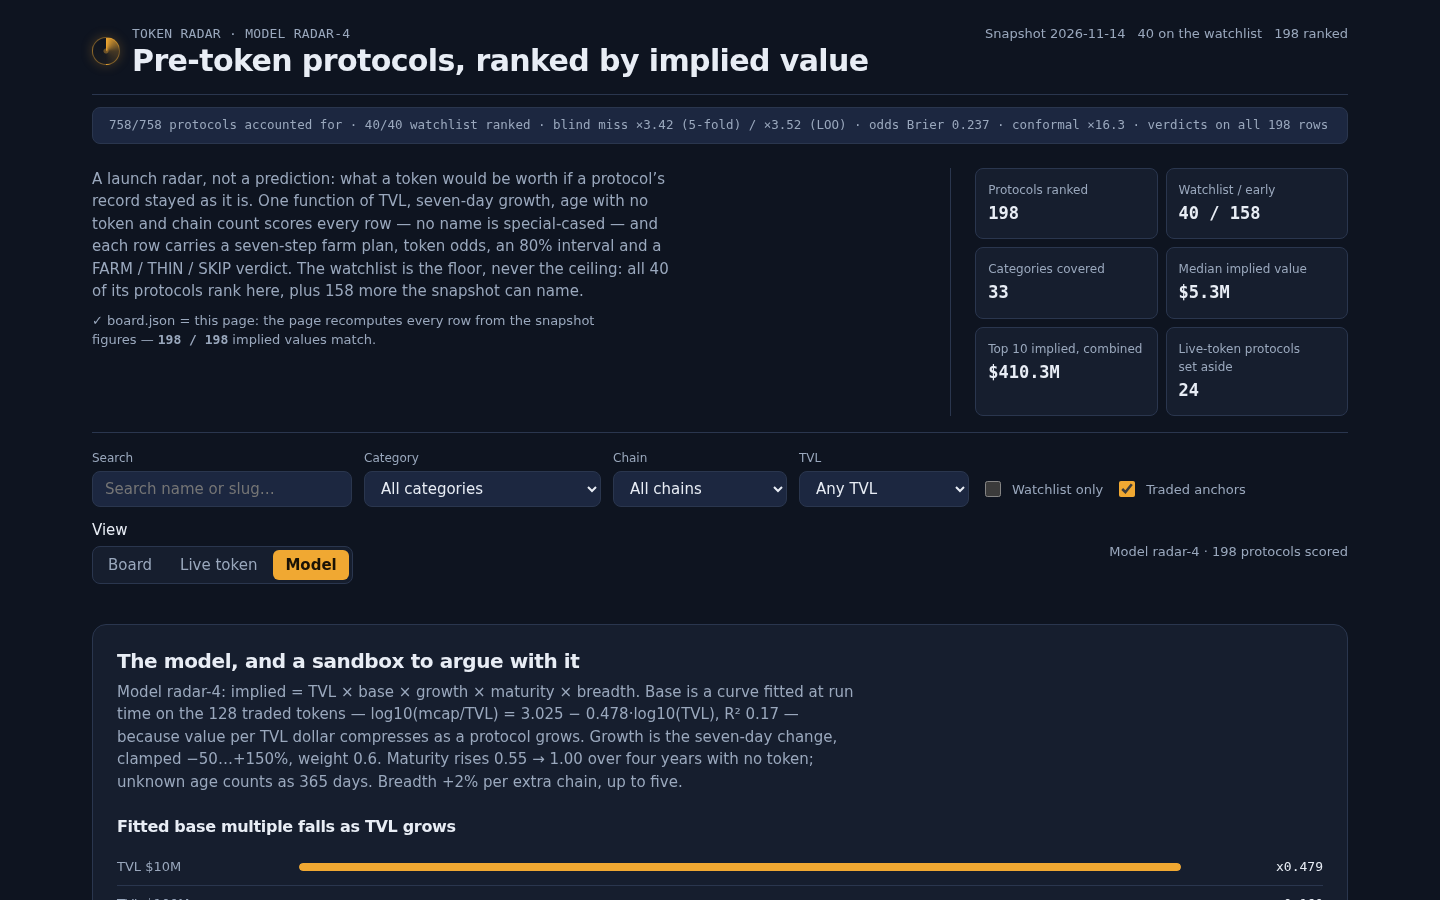 TOKEN RADAR · MODEL RADAR-4
Pre-token protocols, ranked by implied value
Snapshot 2026-11-14 40 on the watchlist 198 ranked
758/758 protocols accounted for · 40/40 watchlist ranked · blind miss ×3.42 (5-fold) / ×3.52 (LOO) · odds Brier 0.237 · conformal ×16.3 · verdicts on all 198 rows
A launch radar, not a prediction: what a token would be worth if a protocol’s
record stayed as it is. One function of TVL, seven-day growth, age with no
token and chain count scores every row — no name is special-cased — and
each row carries a seven-step farm plan, token odds, an 80% interval and a
FARM / THIN / SKIP verdict. The watchlist is the floor, never the ceiling: all 40
of its protocols rank here, plus 158 more the snapshot can name.
✓ board.json = this page: the page recomputes every row from the snapshot
figures — 198 / 198 implied values match.
Protocols ranked
198
Watchlist / early
40 / 158
Categories covered
33
Median implied value
$5.3M
Top 10 implied, combined
$410.3M
Live-token protocols
set aside
24
Search
Search name or slug...
Category
All categories
Chain
All chains
TVL
Any TVL
Watchlist only
Traded anchors
View
Board Live token Model
Model radar-4 · 198 protocols scored
The model, and a sandbox to argue with it
Model radar-4: implied = TVL × base × growth × maturity × breadth. Base is a curve fitted at run
time on the 128 traded tokens — log10(mcap/TVL) = 3.025 − 0.478·log10(TVL), R² 0.17 —
because value per TVL dollar compresses as a protocol grows. Growth is the seven-day change,
clamped −50…+150%, weight 0.6. Maturity rises 0.55 → 1.00 over four years with no token;
unknown age counts as 365 days. Breadth +2% per extra chain, up to five.
Fitted base multiple falls as TVL grows
TVL $10M x0.479